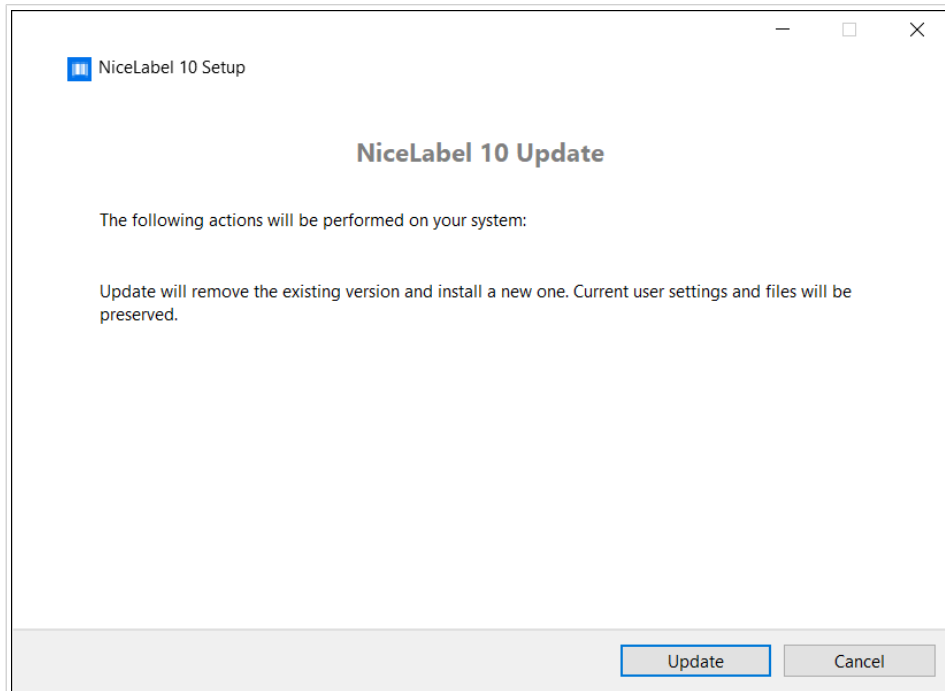 NiceLabel 10 Setup
NiceLabel 10 Update
The following actions will be performed on your system:
Update will remove the existing version and install a new one. Current user settings and files will be
preserved.
Update
Cancel